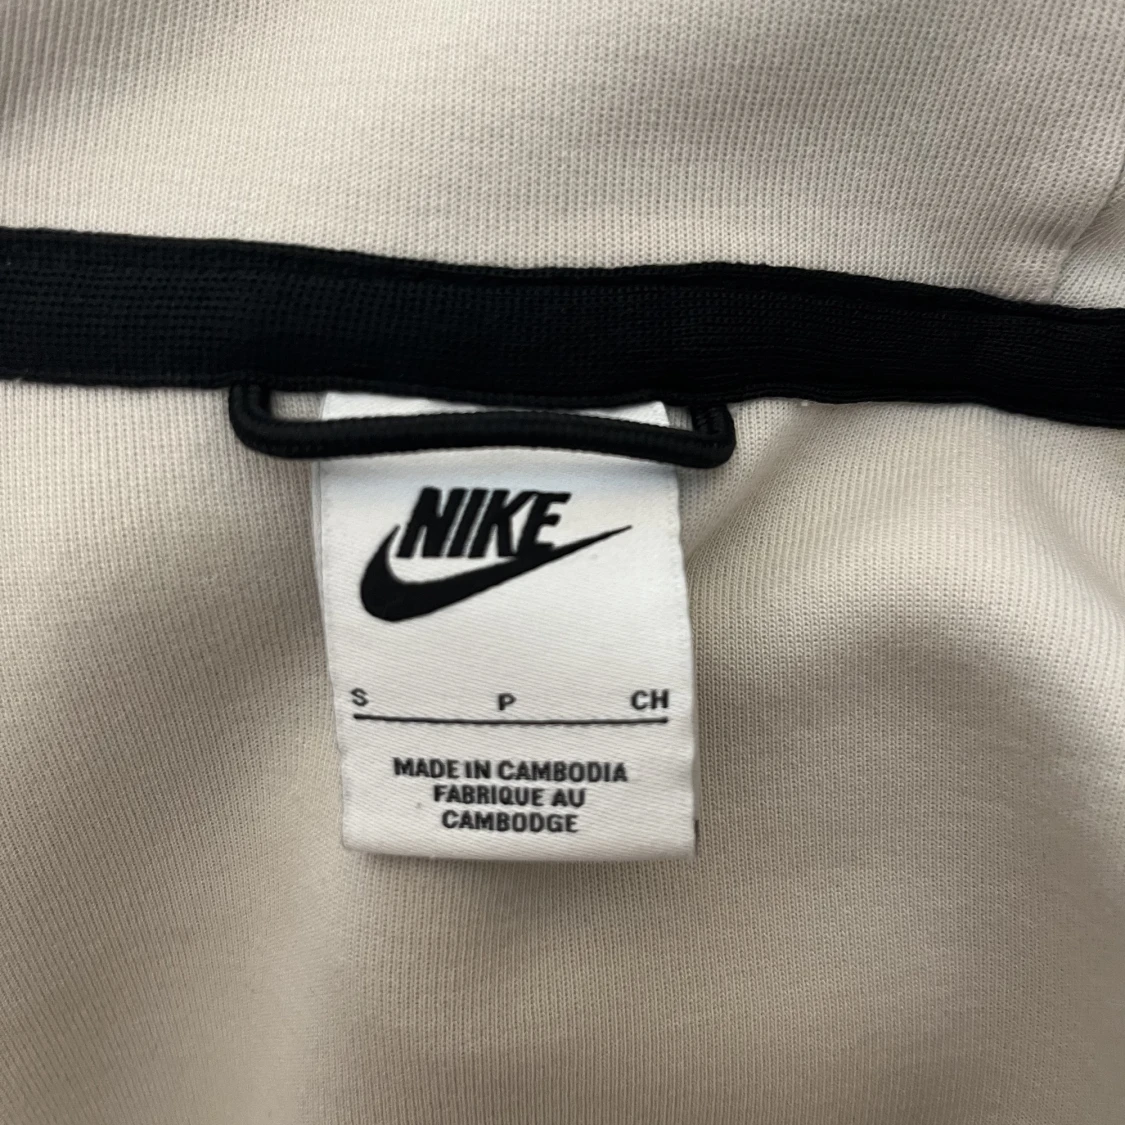 NIKE
S P CH
MADE IN CAMBODIA
FABRIQUE AU
CAMBODGE